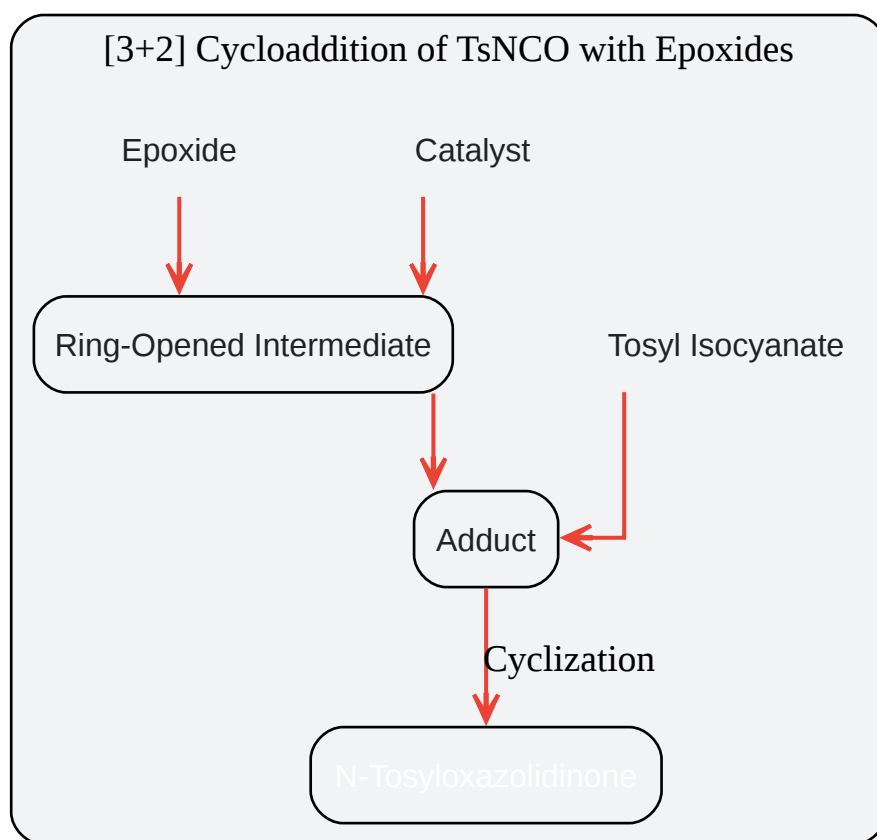 [3+2] Cycloaddition of TsNCO with Epoxides
Epoxide
Catalyst
Ring-Opened Intermediate
Tosyl Isocyanate
Adduct
Cyclization
N-Tosyloxazolidinone